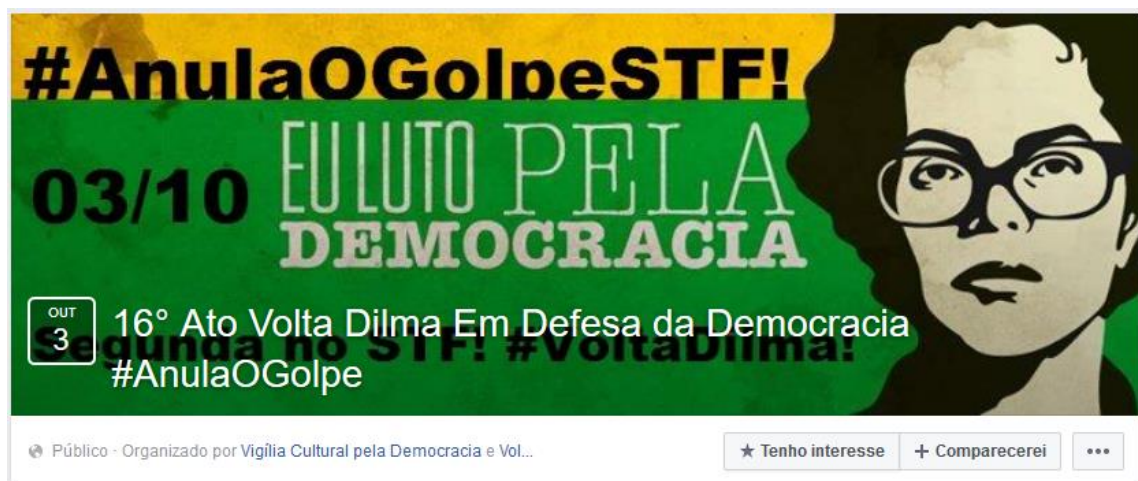 #AnulaOGolpeSTF!
03/10
EU LUTO PELA
DEMOCRACIA
Segunda no STF! #VoltaDilma!
OUT
3
16° Ato Volta Dilma Em Defesa da Democracia
#AnulaOGolpe
Público · Organizado por Vigília Cultural pela Democracia e Vol...
★ Tenho interesse
+ Comparecerei
•••